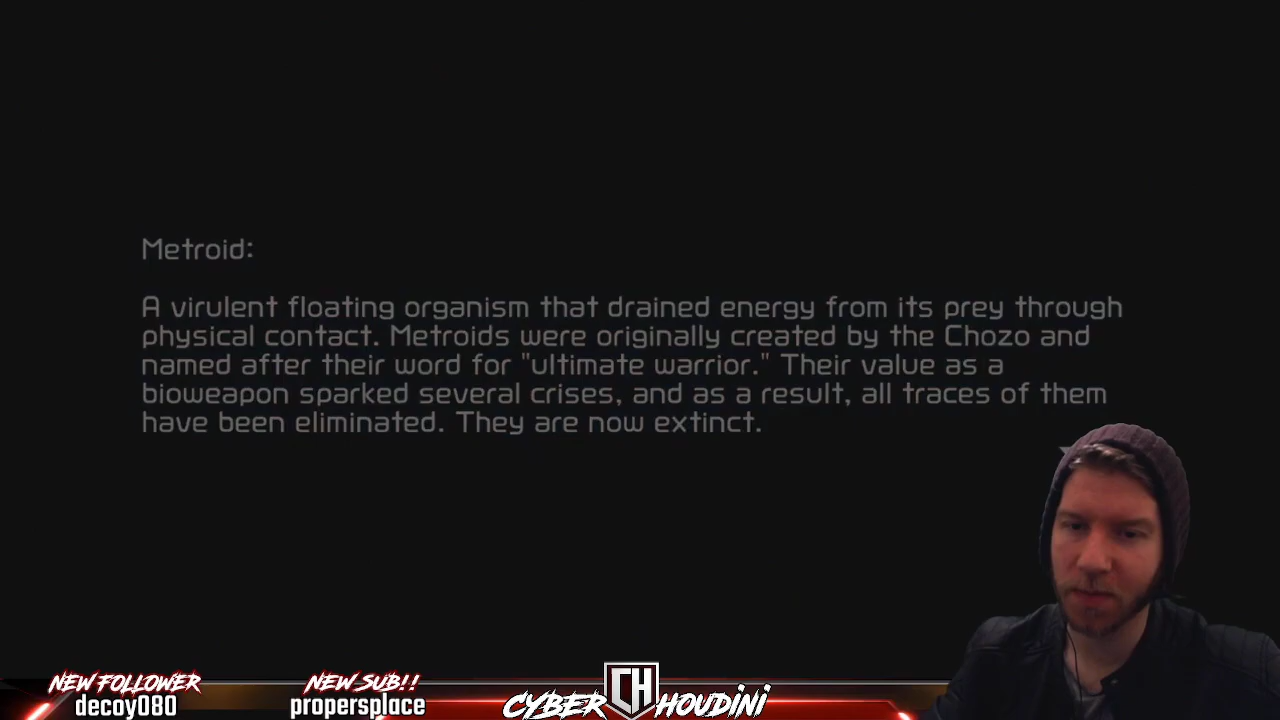 Metroid:
A virulent floating organism that drained energy from its prey through
physical contact. Metroids were originally created by the Chozo and
named after their word for "ultimate warrior." Their value as a
bioweapon sparked several crises, and as a result, all traces of them
have been eliminated. They are now extinct.
NEW FOLLOWER
decoy080
NEW SUB!!
propersplace
CYBER CH HOUDINI